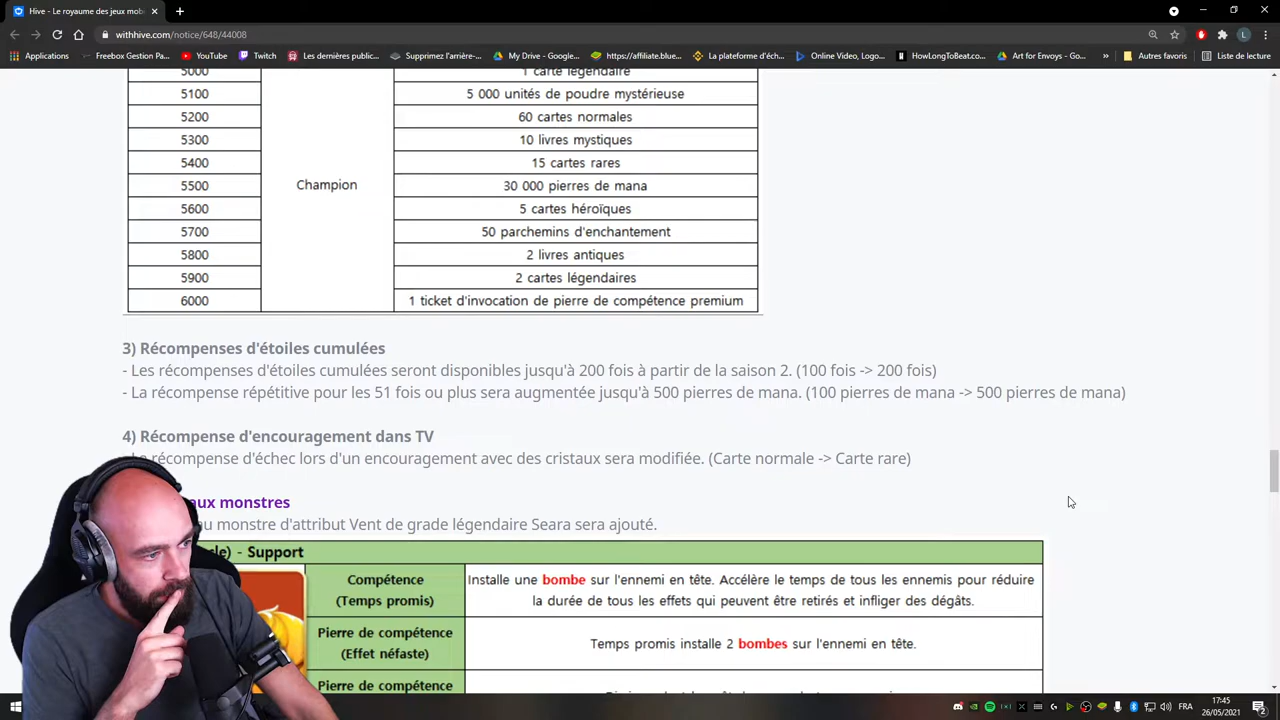 Hive - Le royaume des jeux mob
withhive.com/notice/648/44008
Applications
Freebox Gestion Pa...
YouTube
Twitch
Les dernières public...
Supprimez l'arrière-...
My Drive - Google...
https://affiliate.blue...
La plateforme d'éch...
Online Video, Logo...
HowLongToBeat.co...
Art for Envoys - Go...
»
Autres favoris
Liste de lecture
5000 1 carte légendaire
5100 5 000 unités de poudre mystérieuse
5200 60 cartes normales
5300 10 livres mystiques
5400 15 cartes rares
5500 Champion 30 000 pierres de mana
5600 5 cartes héroïques
5700 50 parchemins d'enchantement
5800 2 livres antiques
5900 2 cartes légendaires
6000 1 ticket d'invocation de pierre de compétence premium
3) Récompenses d'étoiles cumulées
- Les récompenses d'étoiles cumulées seront disponibles jusqu'à 200 fois à partir de la saison 2. (100 fois -> 200 fois)
- La récompense répétitive pour les 51 fois ou plus sera augmentée jusqu'à 500 pierres de mana. (100 pierres de mana -> 500 pierres de mana)
4) Récompense d'encouragement dans TV
récompense d'échec lors d'un encouragement avec des cristaux sera modifiée. (Carte normale -> Carte rare)
aux monstres
au monstre d'attribut Vent de grade légendaire Seara sera ajouté.
cle) - Support
Compétence
(Temps promis)
Installe une bombe sur l'ennemi en tête. Accélère le temps de tous les ennemis pour réduire
la durée de tous les effets qui peuvent être retirés et infliger des dégâts.
Pierre de compétence
(Effet néfaste)
Temps promis installe 2 bombes sur l'ennemi en tête.
Pierre de compétence
FRA
17:45
26/05/2021